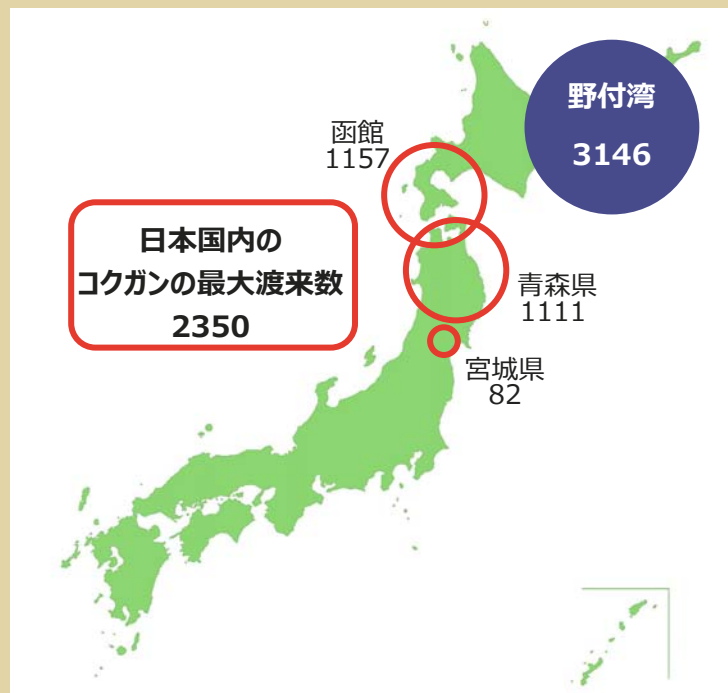 野付湾
3146
函館
1157
日本国内の
コクガンの最大渡来数
2350
青森県
1111
宮城県
82